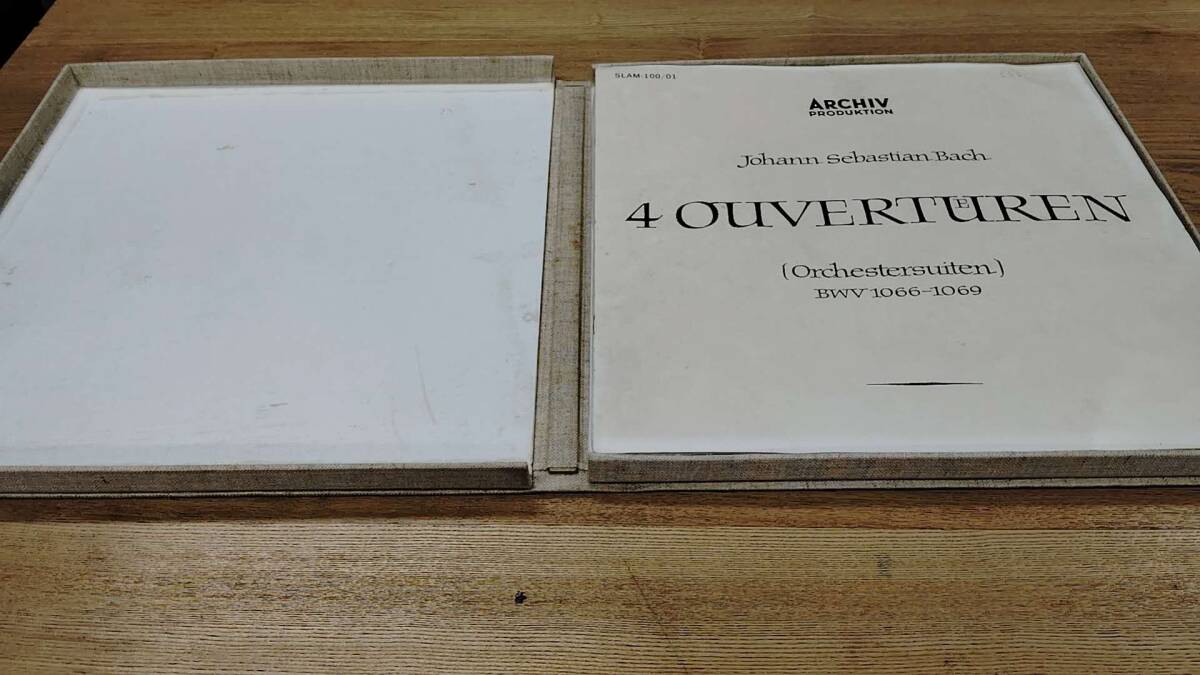 SLAM-100/01
ARCHIV
PRODUKTION
Johann Sebastian Bach
4 OUVERTÜREN
(Orchestersuiten)
BWV 1066-1069